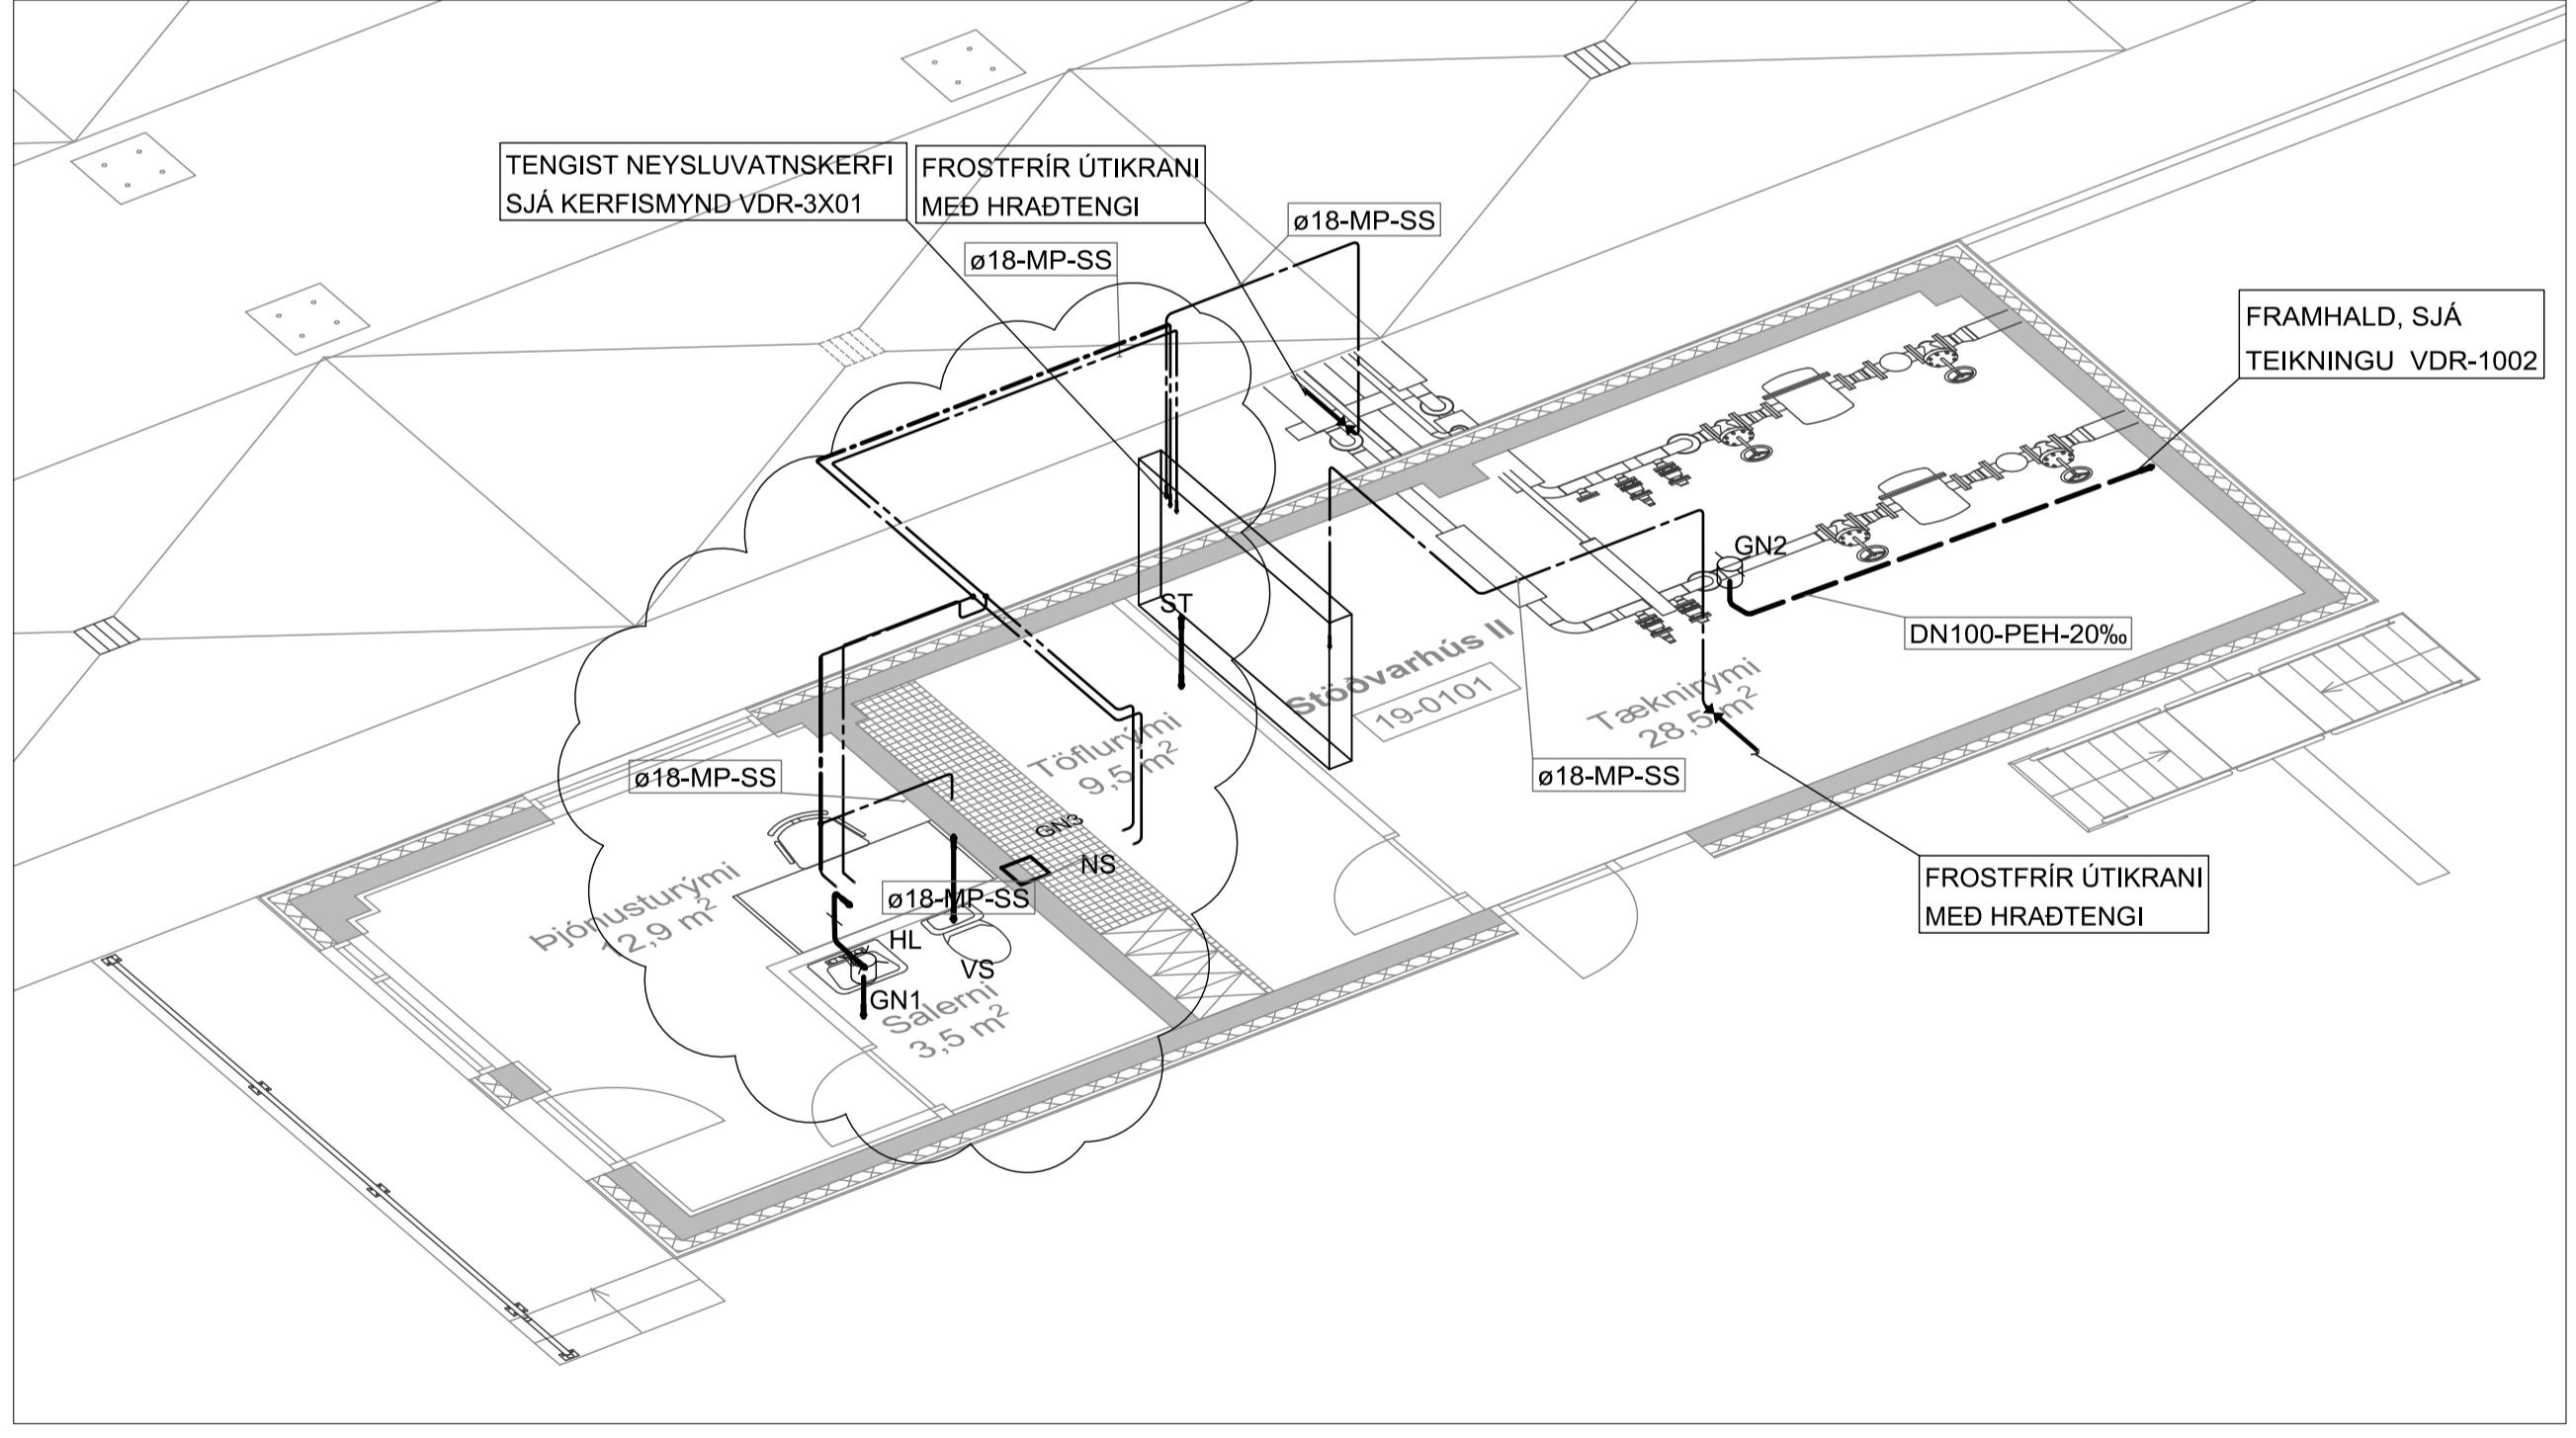 TENGIST NEYSLUVATNSKERFI
SJÁ KERFISMYND VDR-3X01
FROSTFRÍR ÚTIKRANI
MEÐ HRAÐTENGI
ø18-MP-SS
ø18-MP-SS
FRAMHALD, SJÁ
TEIKNINGU VDR-1002
GN2
DN100-PEH-20‰
ST
Stöðvarhús II
19-0101
Tæknirými
28,5 m²
Töflurými
9,5 m²
ø18-MP-SS
ø18-MP-SS
GN3
NS
ø18-MP-SS
Þjónusturými
12,9 m²
HL
VS
GN1
Salerni
3,5 m²
FROSTFRÍR ÚTIKRANI
MEÐ HRAÐTENGI